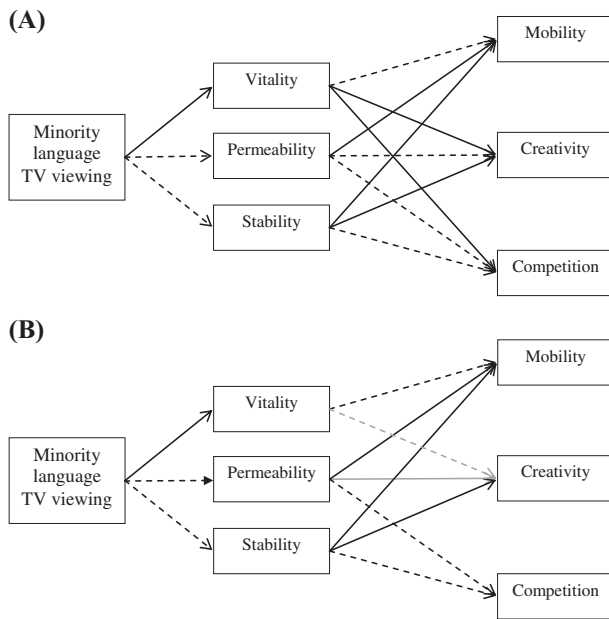 (A)
Mobility
Vitality
Minority
language
TV viewing
Permeability
Creativity
Stability
Competition
(B)
Mobility
Vitality
Minority
language
TV viewing
Permeability
Creativity
Stability
Competition